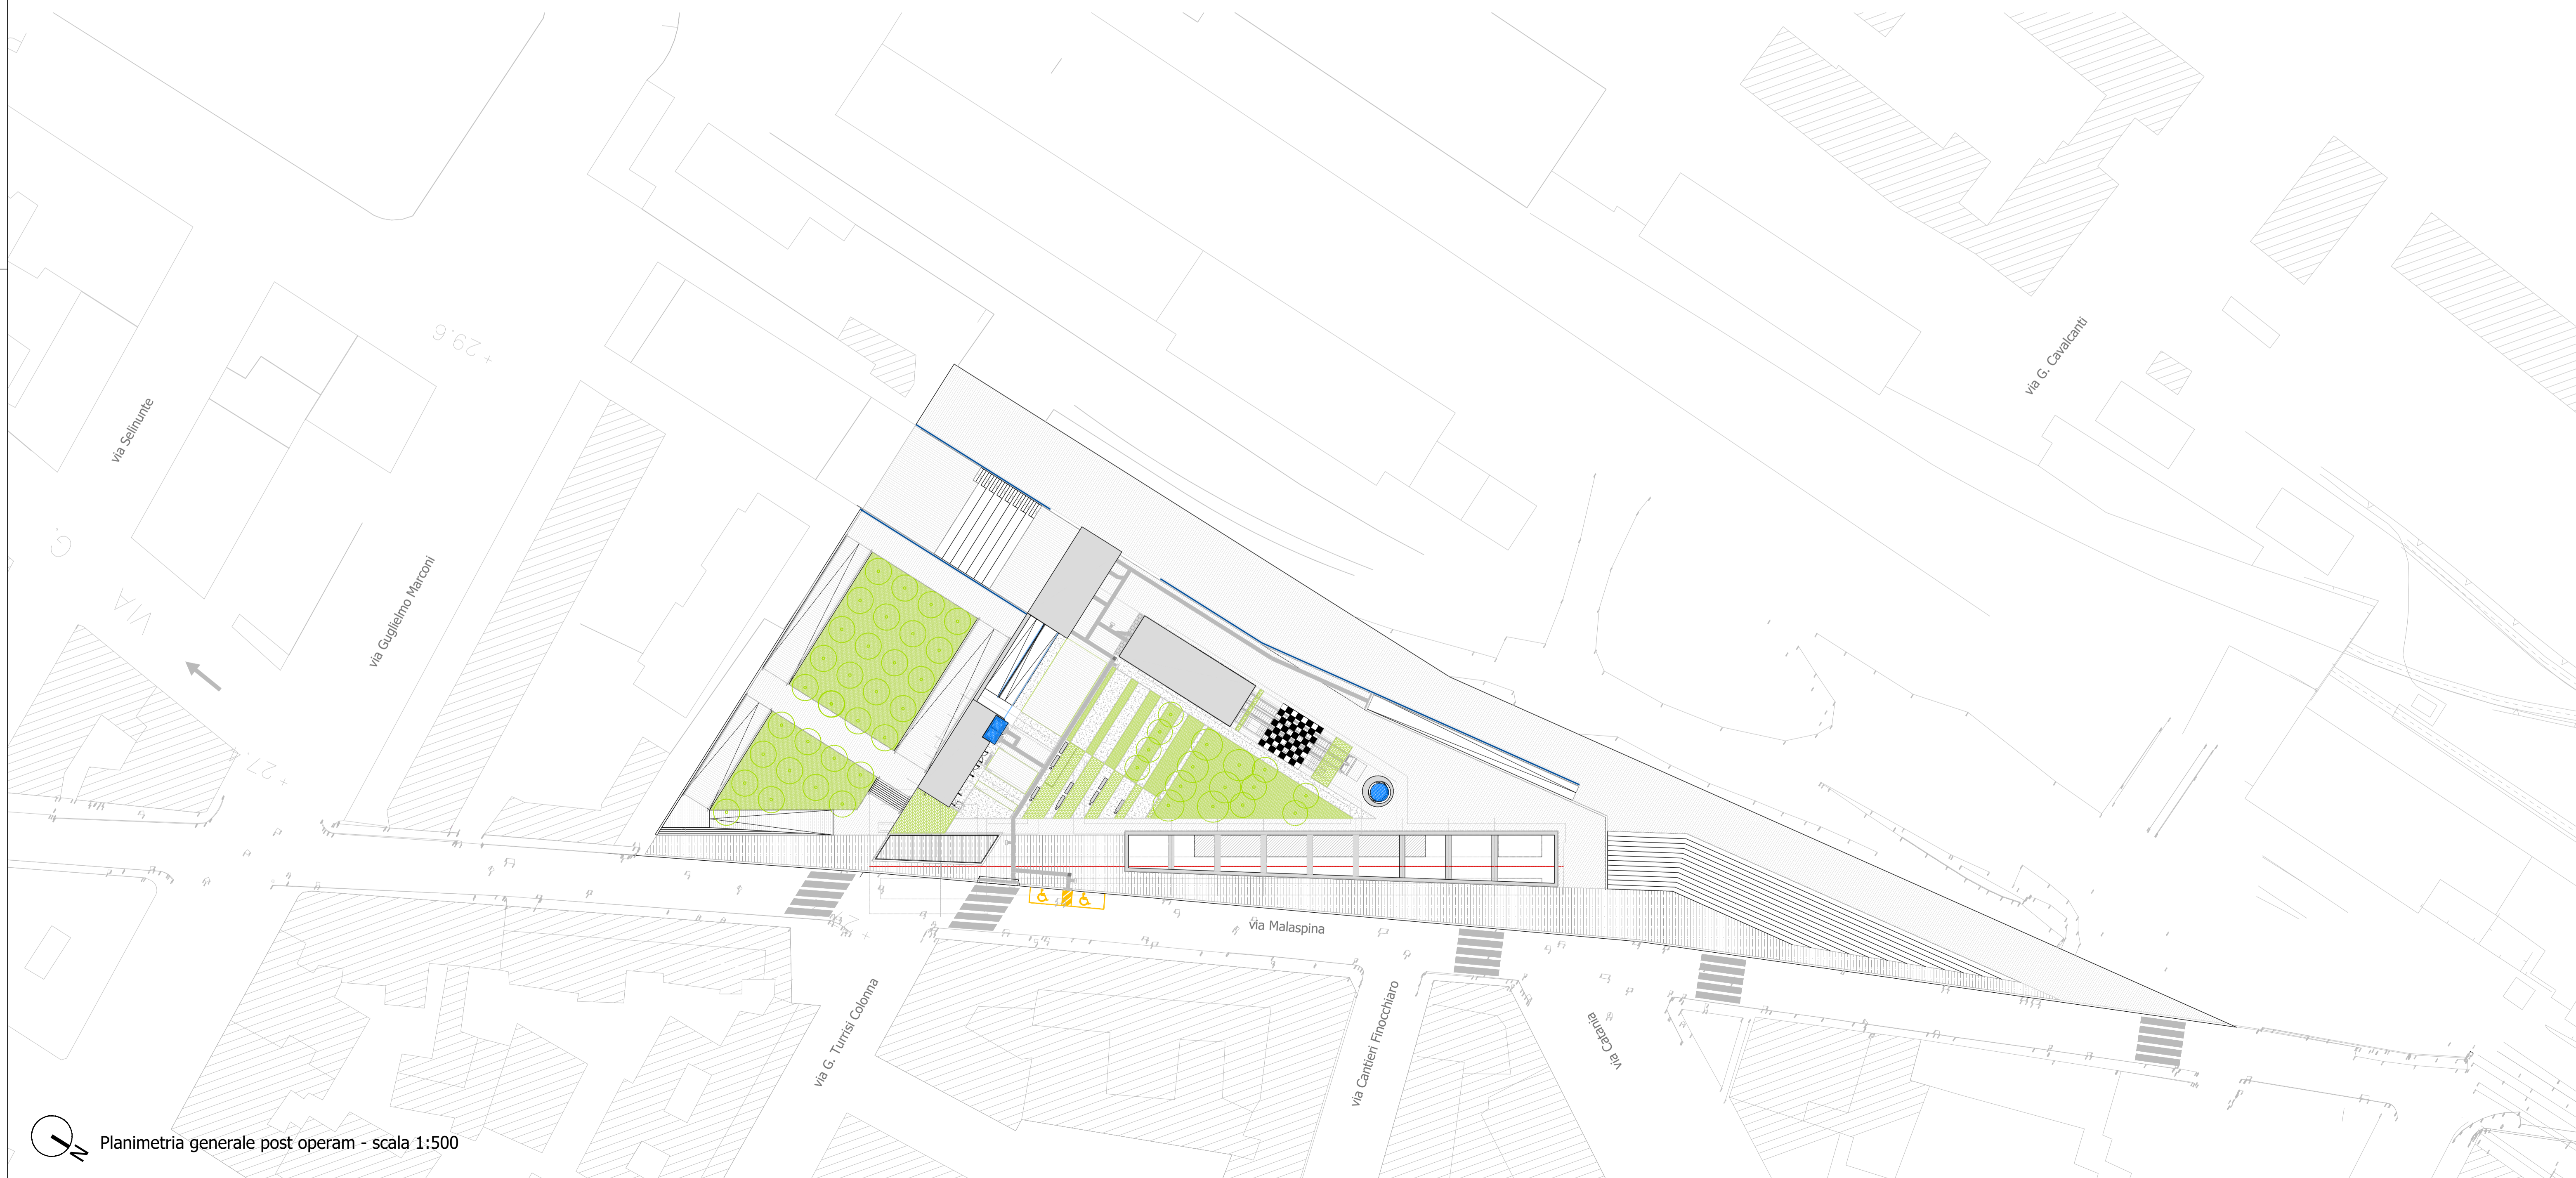 via G. Cavalcanti
+ 29.6
via Selinunte
via Guglielmo Marconi
VIA
G.
+ 27.
via Malaspina
via G. Turrisi Colonna
via Cantieri Finocchiaro
via Catania
N
Planimetria generale post operam - scala 1:500